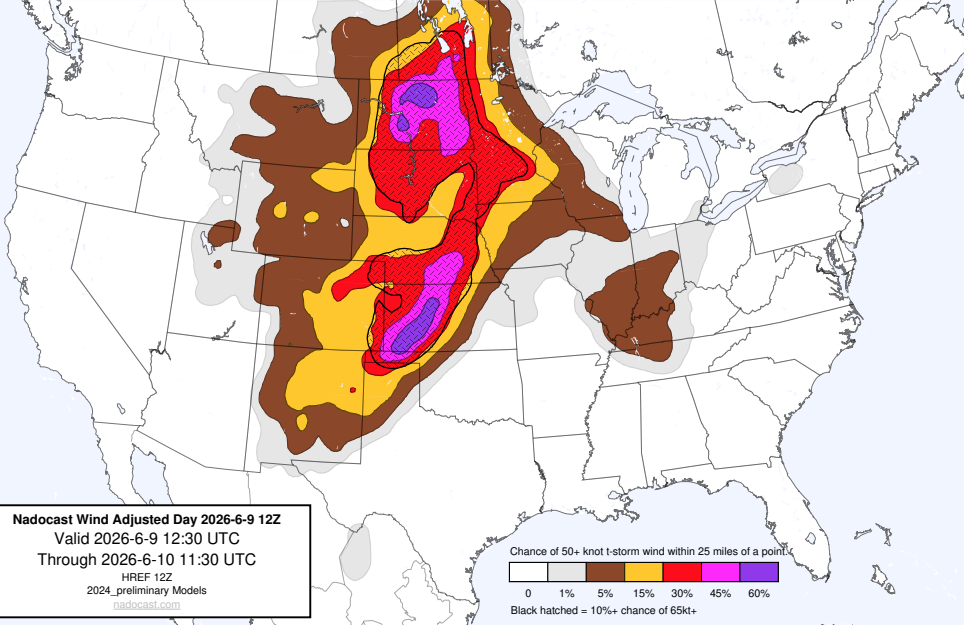 Nadocast Wind Adjusted Day 2026-6-9 12Z
Valid 2026-6-9 12:30 UTC
Through 2026-6-10 11:30 UTC
HREF 12Z
2024_preliminary Models
nadocast.com
Chance of 50+ knot t-storm wind within 25 miles of a point.
0 1% 5% 15% 30% 45% 60%
Black hatched = 10%+ chance of 65kt+